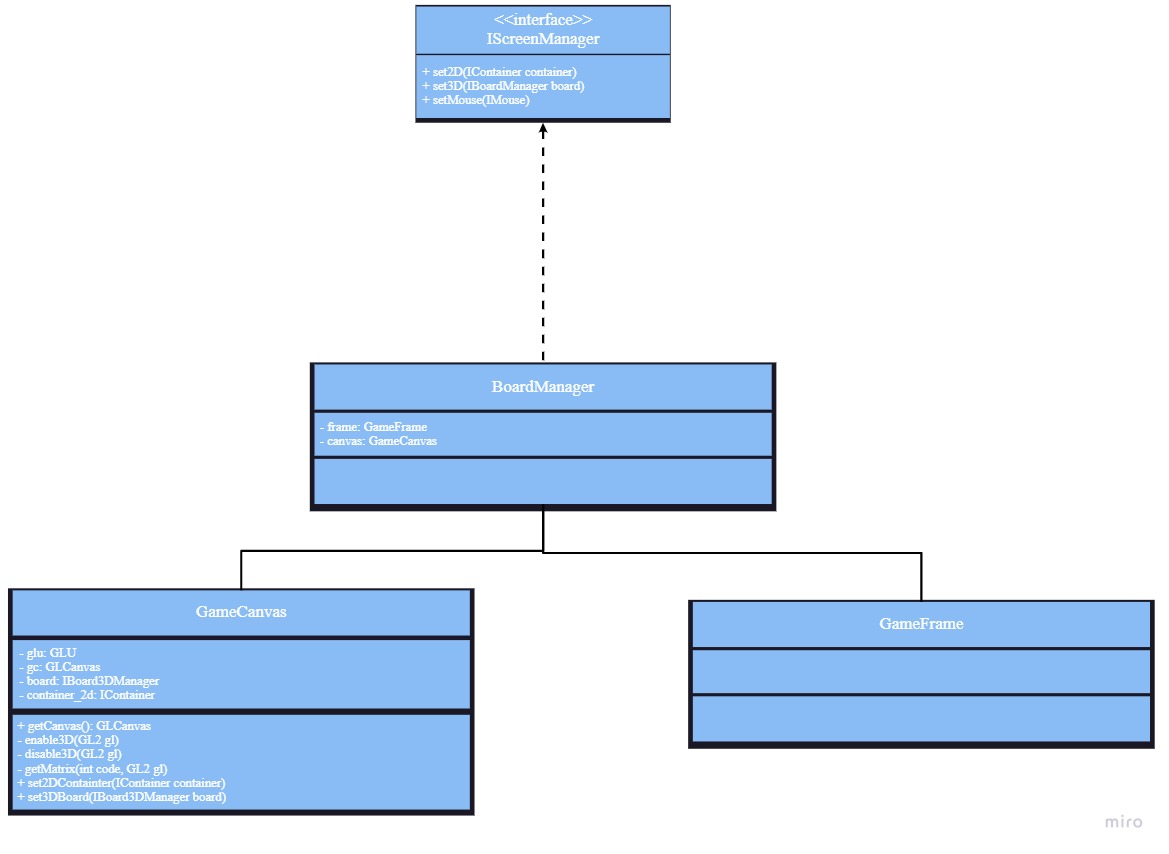 <<interface>>
IScreenManager
+ set2D(IContainer container)
+ set3D(IBoardManager board)
+ setMouse(IMouse)
BoardManager
- frame: GameFrame
- canvas: GameCanvas
GameCanvas
- glu: GLU
- gc: GLCanvas
- board: IBoard3DManager
- container_2d: IContainer
+ getCanvas(): GLCanvas
- enable3D(GL2 gl)
- disable3D(GL2 gl)
- getMatrix(int code, GL2 gl)
+ set2DContainter(IContainer container)
+ set3DBoard(IBoard3DManager board)
GameFrame
miro